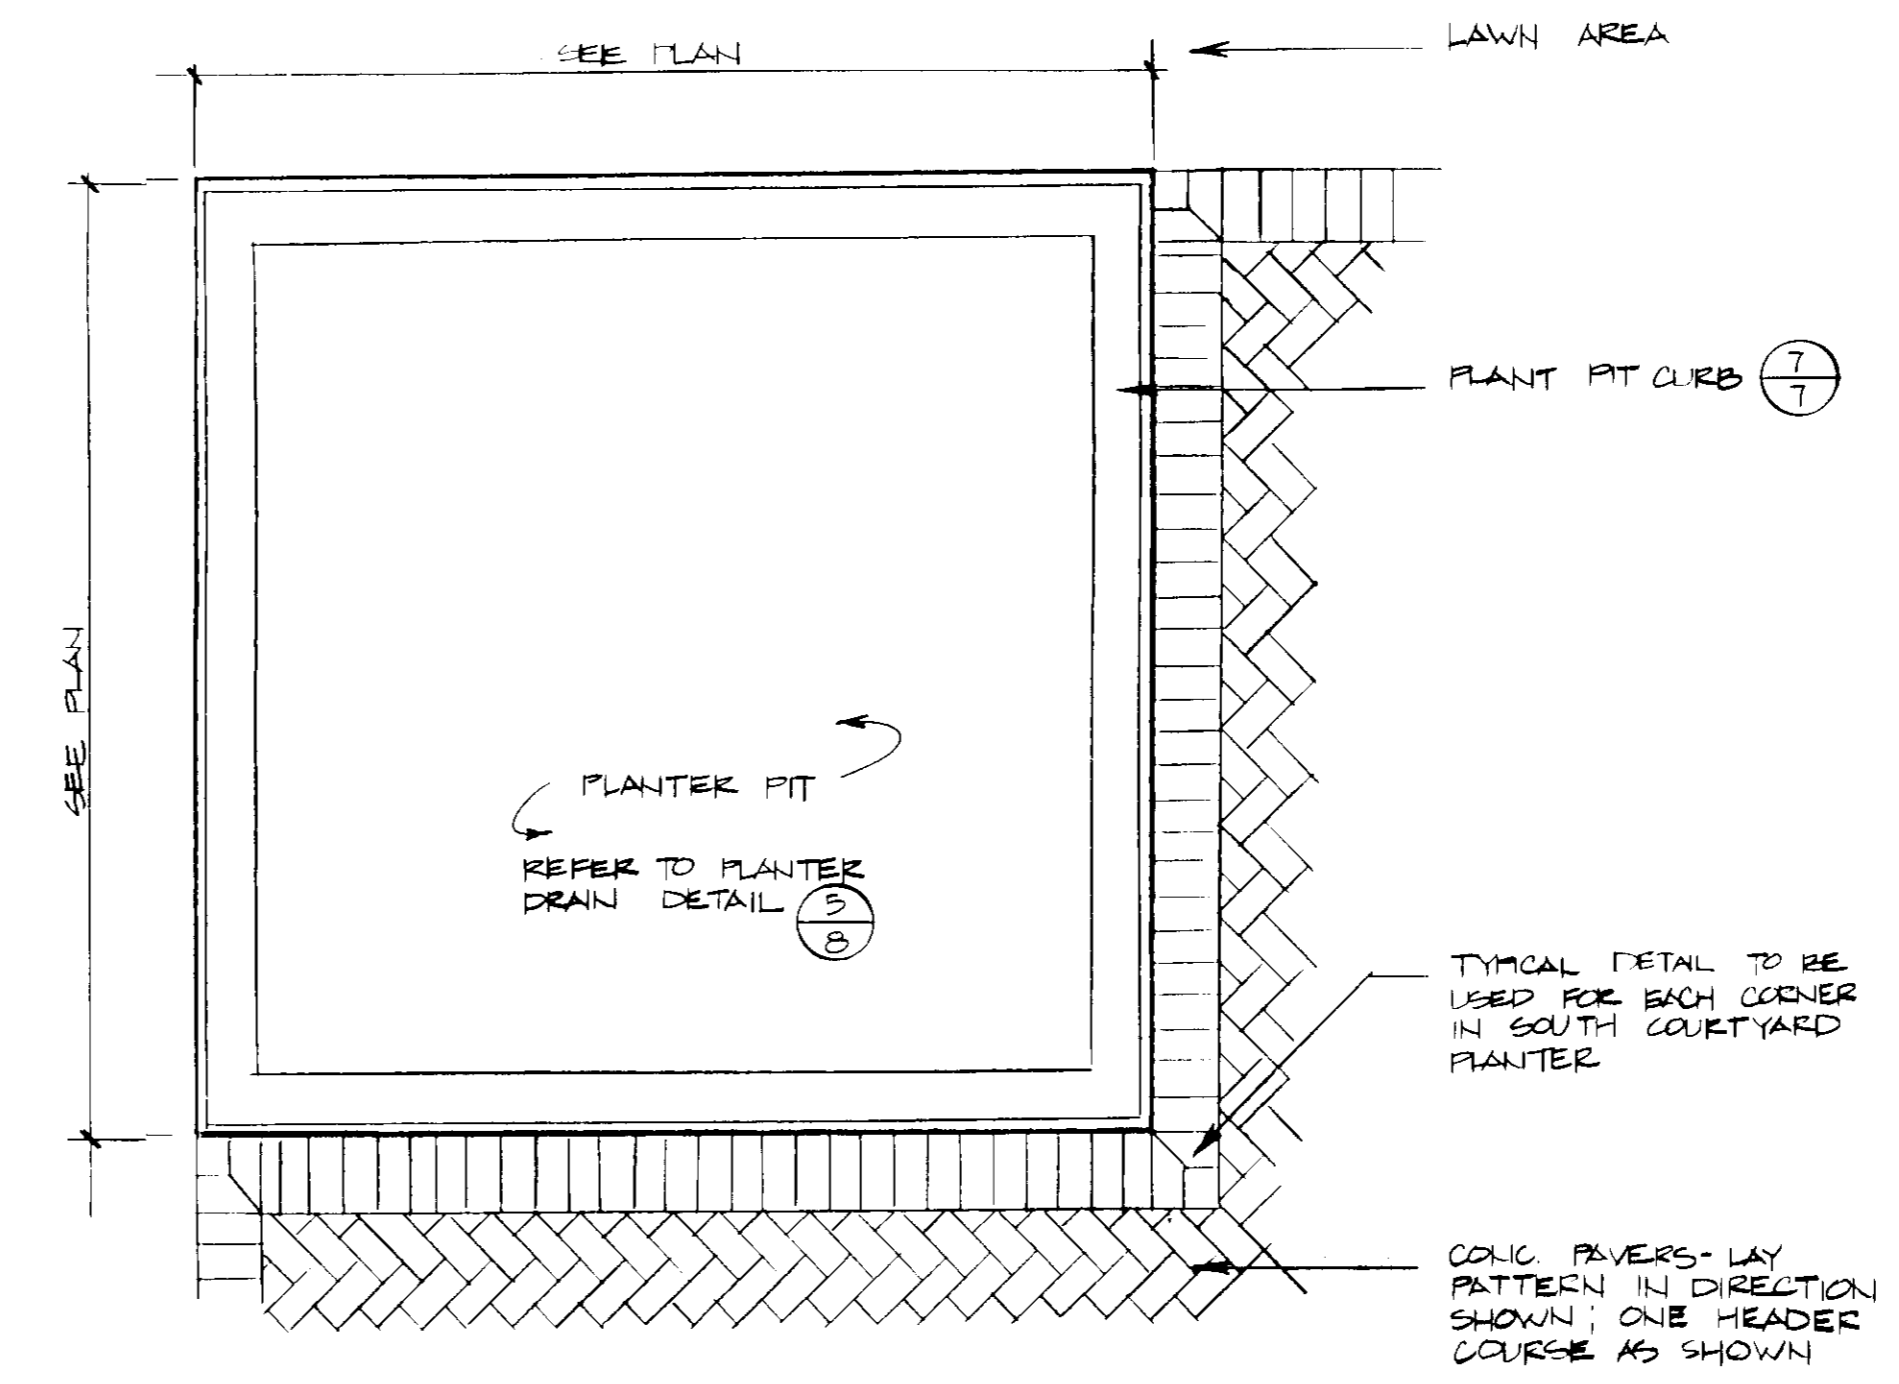 SEE PLAN
LAWN AREA
PLANT PIT CURB 7
7
SEE PLAN
PLANTER PIT
REFER TO PLANTER
DRAIN DETAIL 5
8
TYPICAL DETAIL TO BE
USED FOR EACH CORNER
IN SOUTH COURTYARD
PLANTER
CONC. PAVERS-LAY
PATTERN IN DIRECTION
SHOWN; ONE HEADER
COURSE AS SHOWN